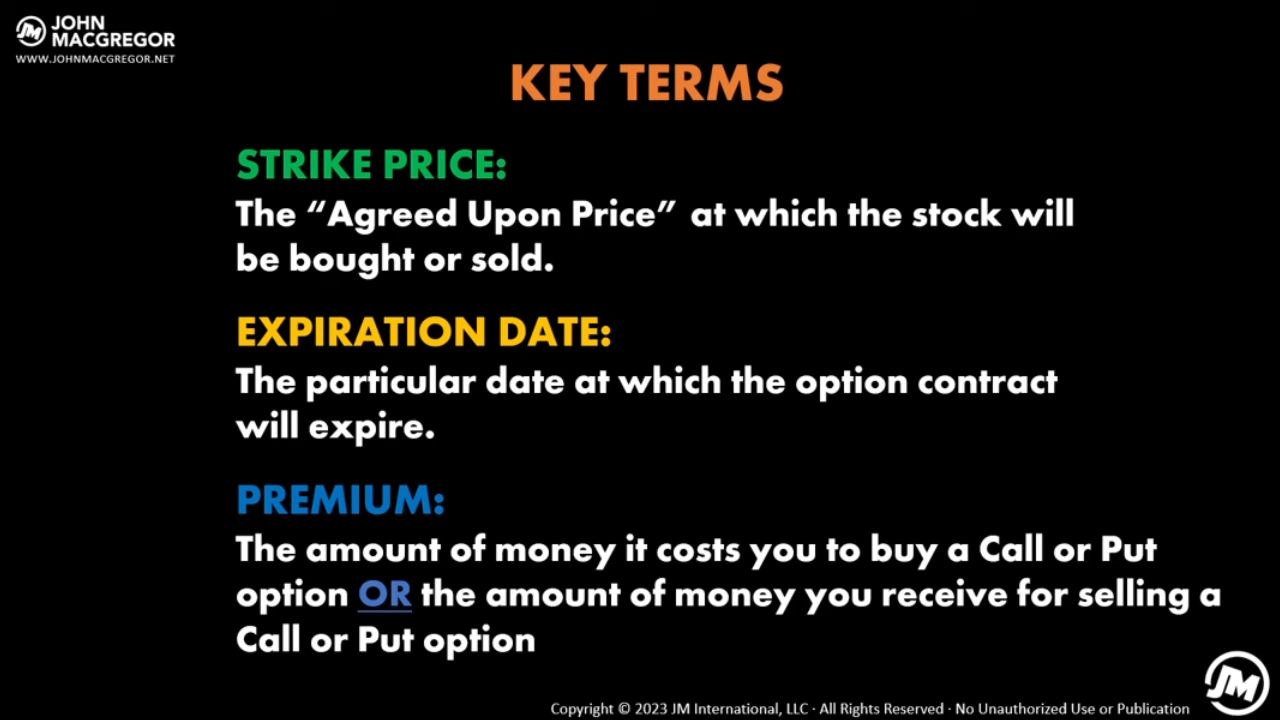 JM JOHN
MACGREGOR
WWW.JOHNMACGREGOR.NET
KEY TERMS
STRIKE PRICE:
The “Agreed Upon Price” at which the stock will
be bought or sold.
EXPIRATION DATE:
The particular date at which the option contract
will expire.
PREMIUM:
The amount of money it costs you to buy a Call or Put
option OR the amount of money you receive for selling a
Call or Put option
JM
Copyright © 2023 JM International, LLC · All Rights Reserved · No Unauthorized Use or Publication